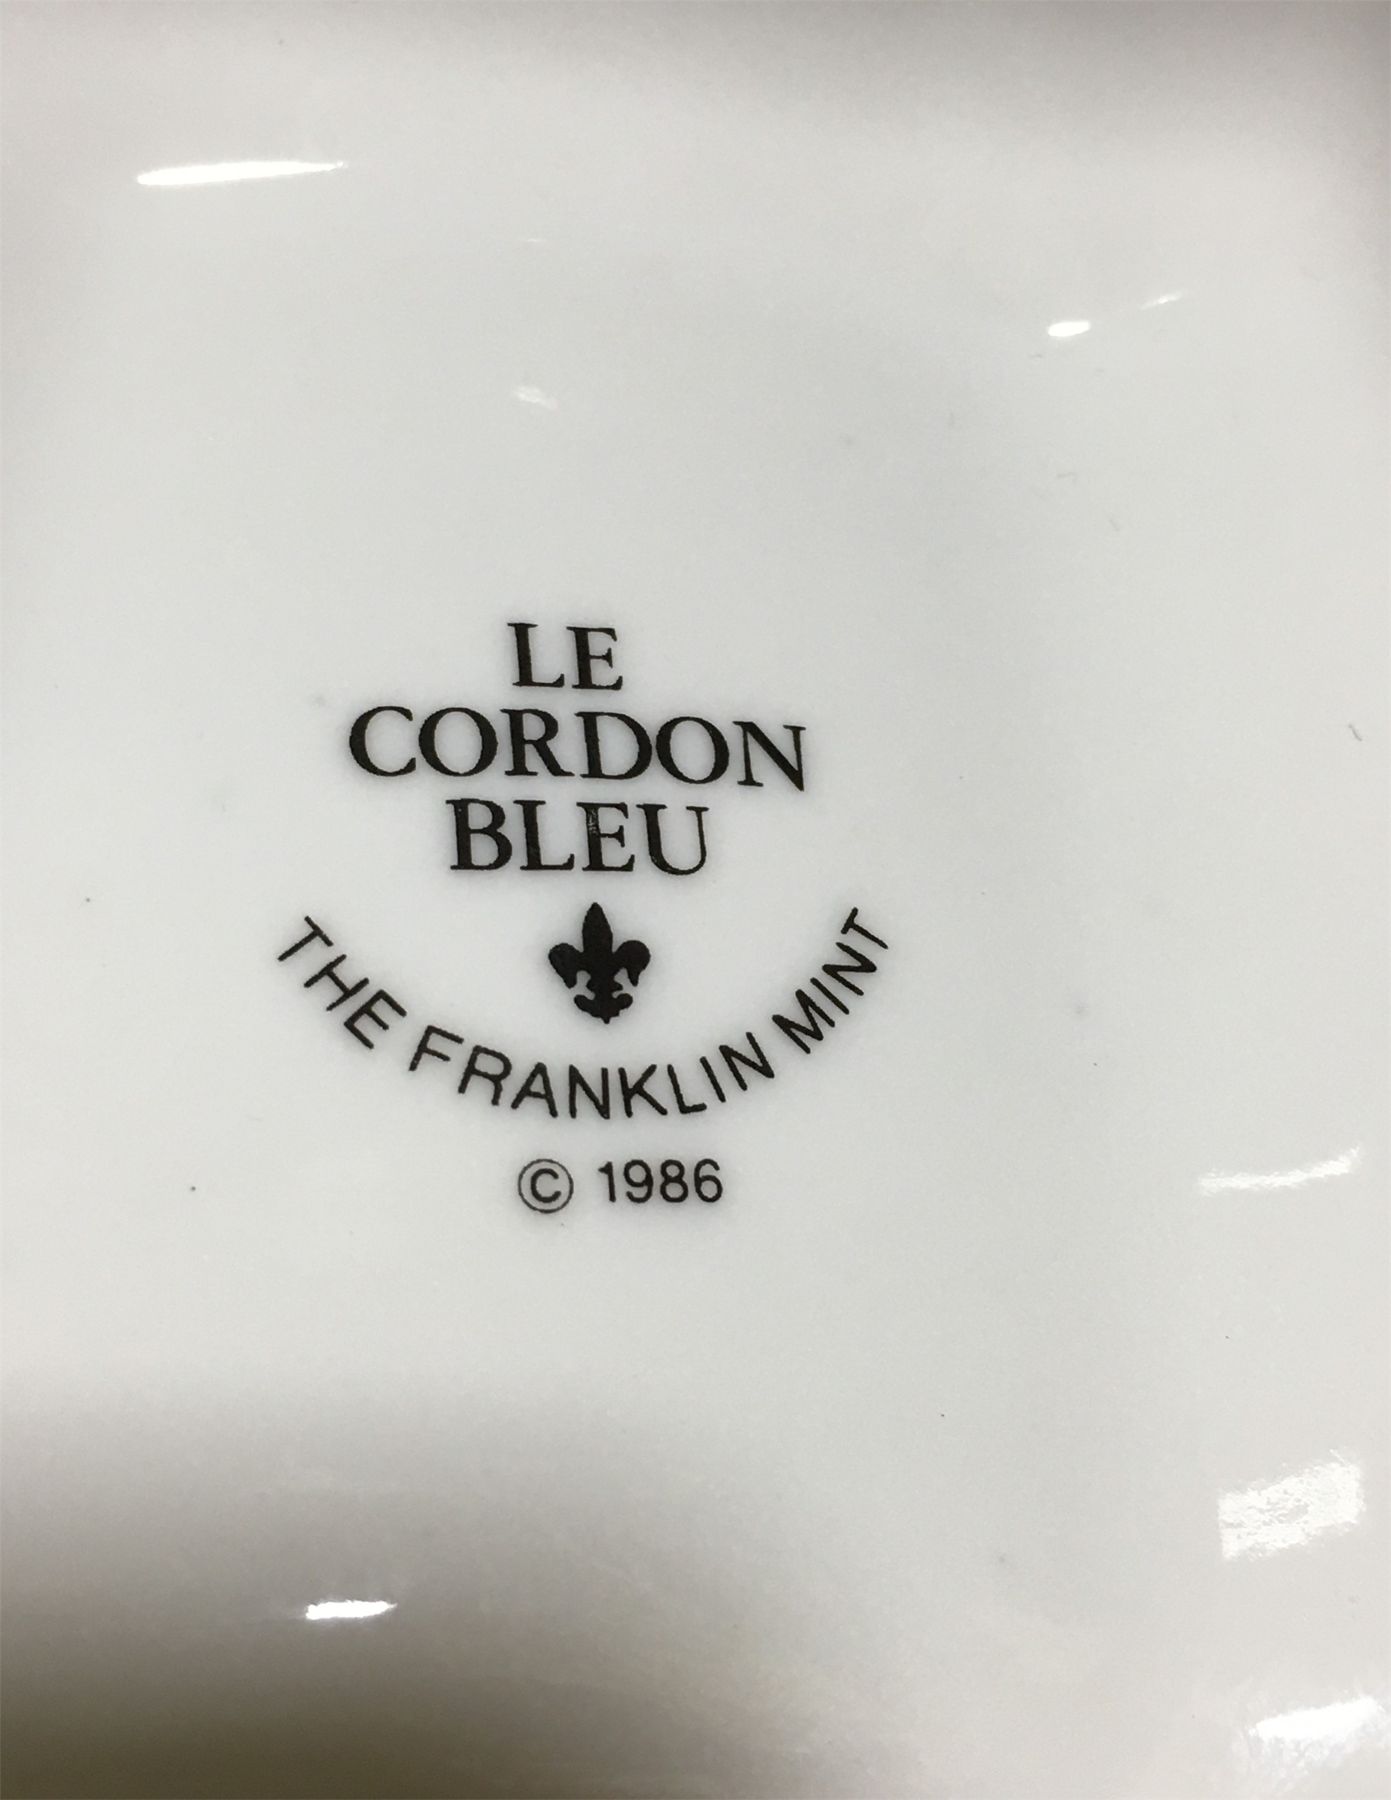 LE
CORDON
BLEU
THE FRANKLIN MINT
© 1986